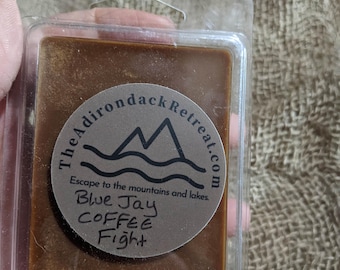 TheAdirondackRetreat.com
Escape to the mountains and lakes.
Blue Jay
COFFEE
Fight